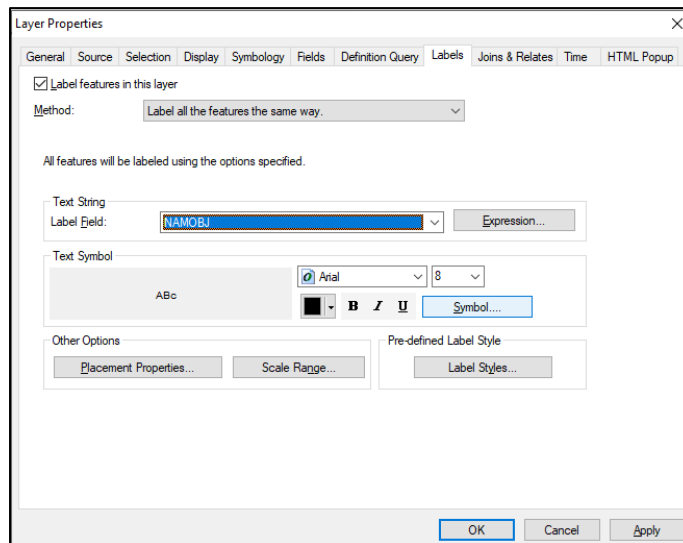 Layer Properties
General Source Selection Display Symbology Fields Definition Query Labels Joins & Relates Time HTML Popup
Label features in this layer
Method: Label all the features the same way.
All features will be labeled using the options specified.
Text String
Label Field: NAMOBJ Expression...
Text Symbol
ABc
Arial 8
B I U Symbol....
Other Options Pre-defined Label Style
Placement Properties... Scale Range... Label Styles...
OK Cancel Apply